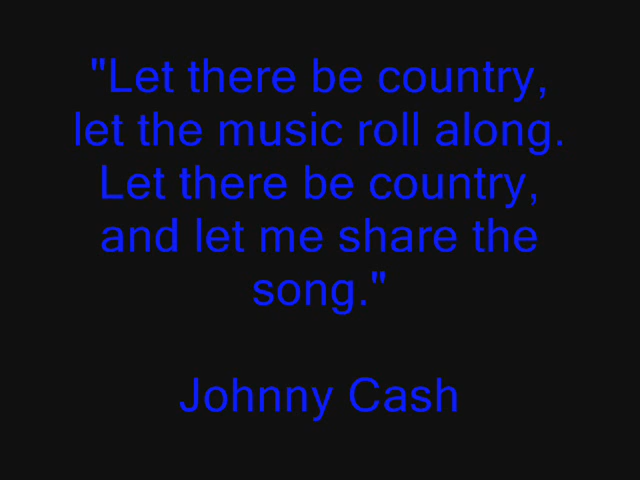 "Let there be country,
let the music roll along.
Let there be country,
and let me share the
song."
Johnny Cash